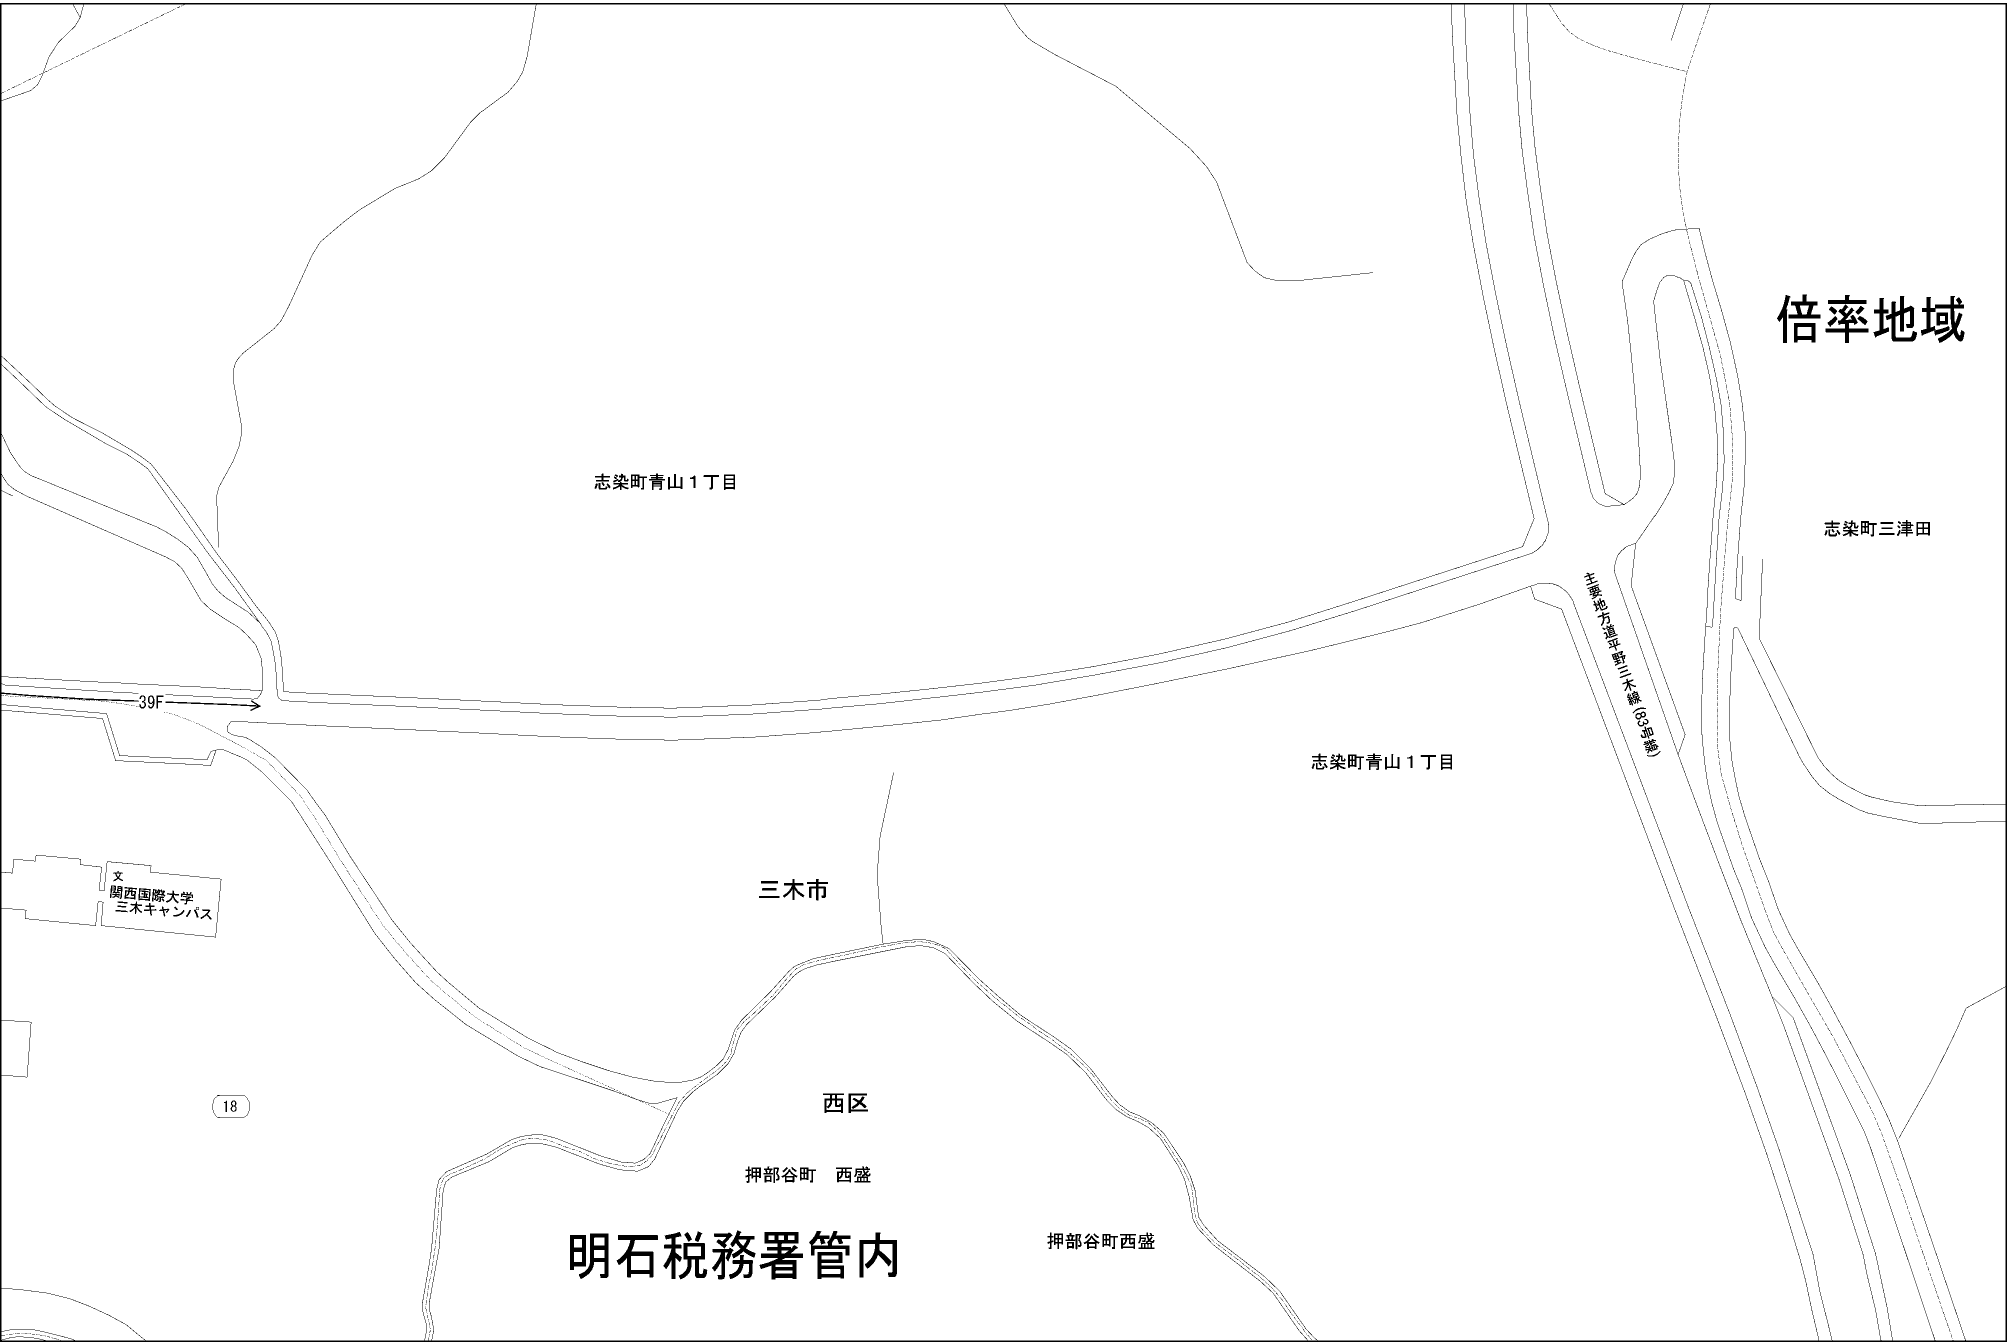 倍率地域
志染町青山１丁目
志染町三津田
主要地方道平野三木線(83号線)
39F
志染町青山１丁目
三木市
文
関西国際大学
三木キャンパス
18
西区
押部谷町　西盛
押部谷町西盛
明石税務署管内